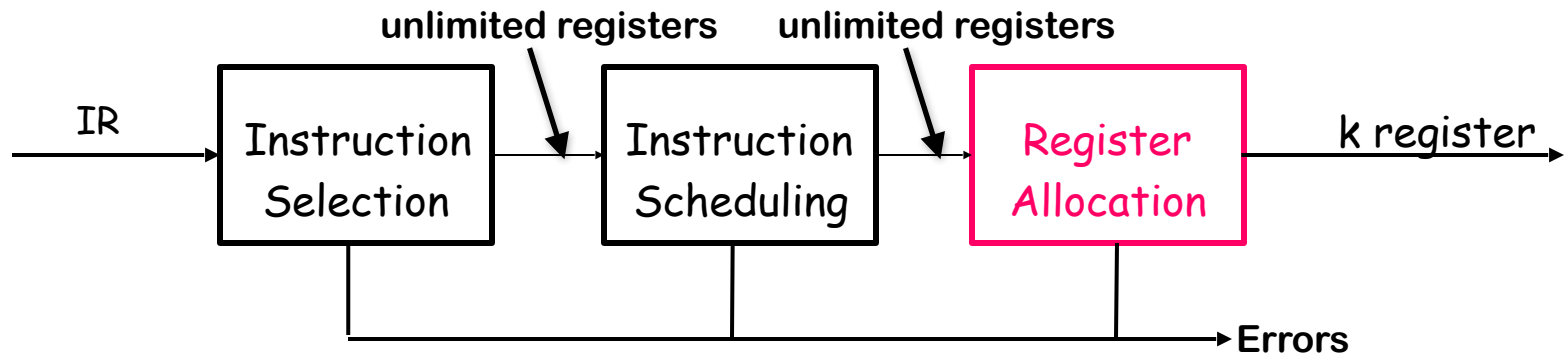 unlimited registers
unlimited registers
IR
Instruction
Selection
Instruction
Scheduling
Register
Allocation
k register
Errors